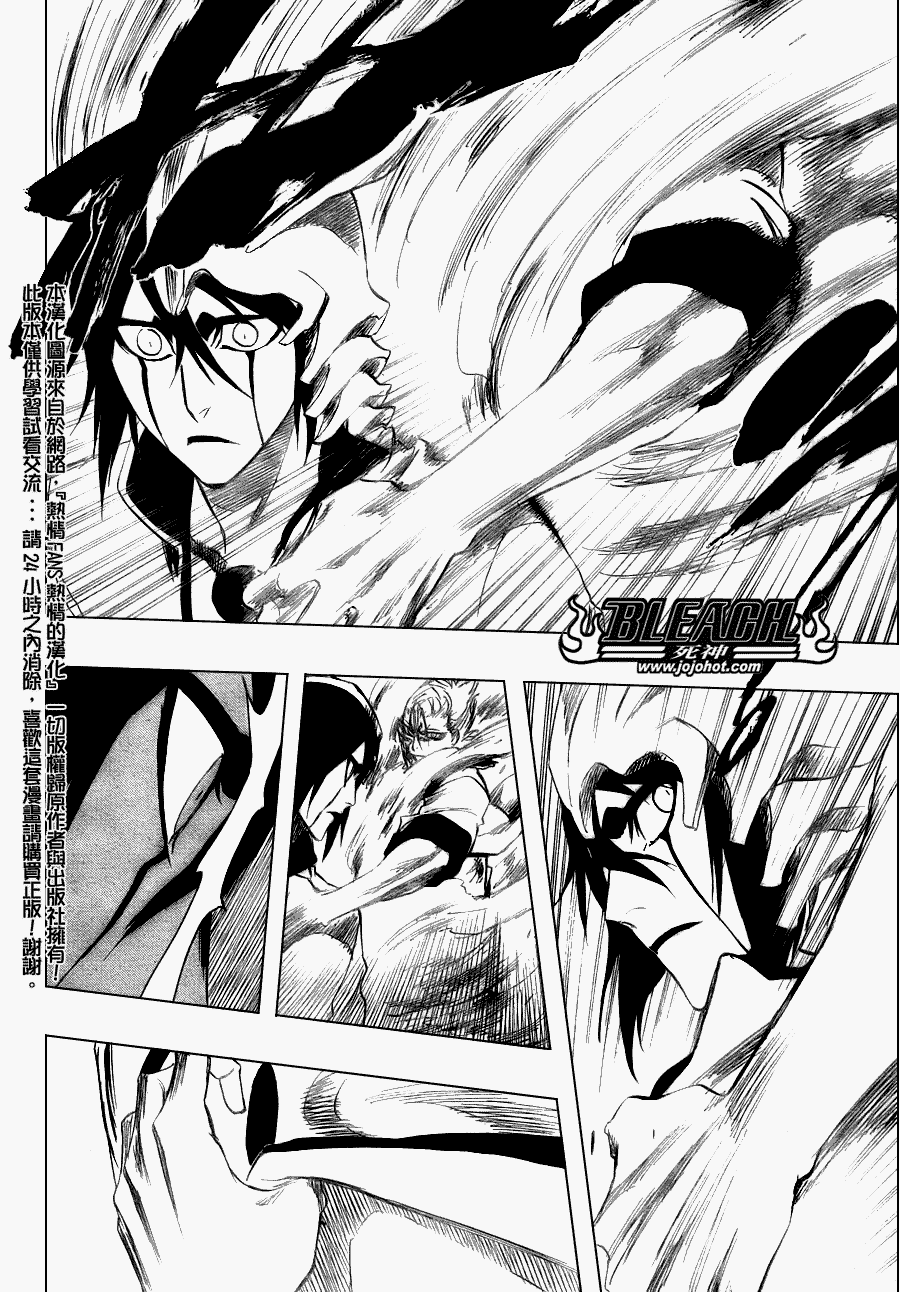 本漢化圖源來自於網路，『熱情FANS熱情的漢化』一切版權歸原作者與出版社擁有！
此版本僅供學習試看交流... 請 24 小時之內消除，喜歡這套漫畫請購買正版！謝謝。
BLEACH
死神
www.jojohot.com